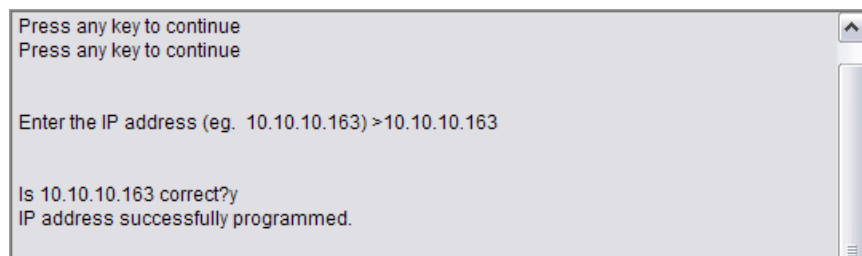 Press any key to continue
Press any key to continue
Enter the IP address (eg.  10.10.10.163) >10.10.10.163
Is 10.10.10.163 correct?y
IP address successfully programmed.